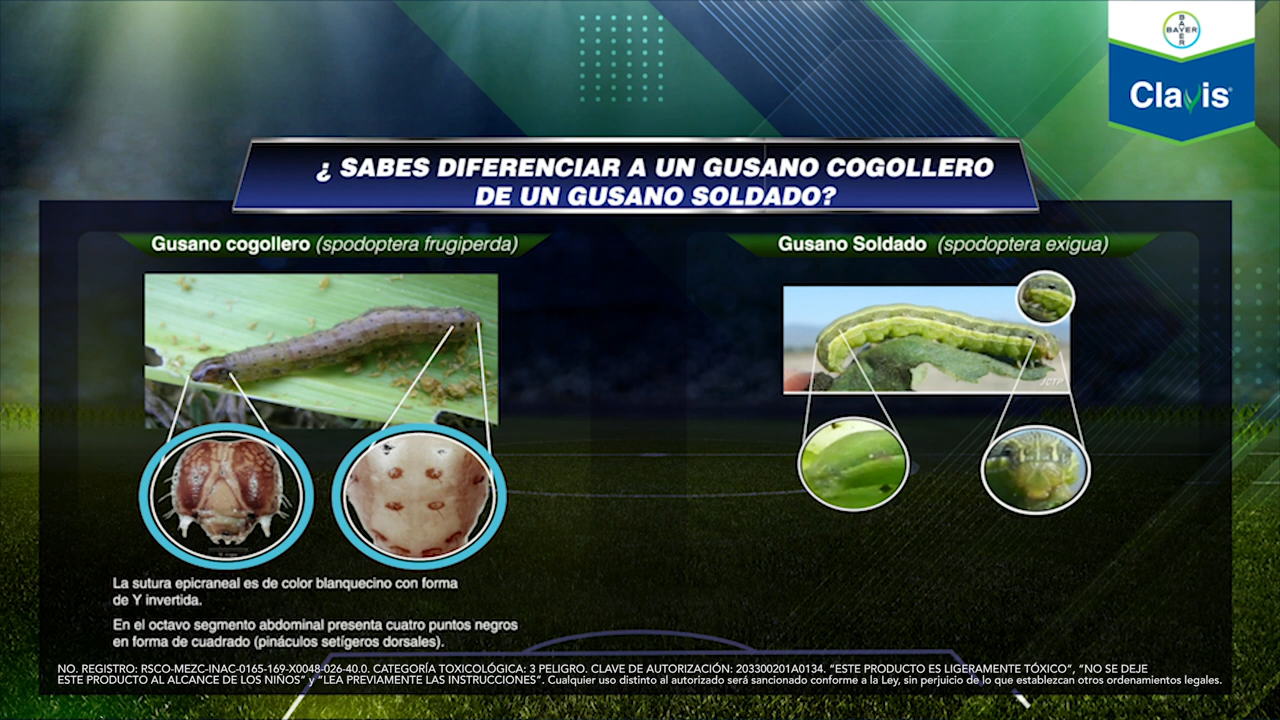 BAYER
BAYER
Clavis
¿ SABES DIFERENCIAR A UN GUSANO COGOLLERO
DE UN GUSANO SOLDADO?
Gusano cogollero (spodoptera frugiperda)
Gusano Soldado (spodoptera exigua)
JCTP
La sutura epicraneal es de color blanquecino con forma
de Y invertida.
En el octavo segmento abdominal presenta cuatro puntos negros
en forma de cuadrado (pináculos setígeros dorsales).
NO. REGISTRO: RSCO-MEZC-INAC-0165-169-X0048-026-40.0. CATEGORÍA TOXICOLÓGICA: 3 PELIGRO. CLAVE DE AUTORIZACIÓN: 203300201A0134. “ESTE PRODUCTO ES LIGERAMENTE TÓXICO”, “NO SE DEJE
ESTE PRODUCTO AL ALCANCE DE LOS NIÑOS” y “LEA PREVIAMENTE LAS INSTRUCCIONES”. Cualquier uso distinto al autorizado será sancionado conforme a la Ley, sin perjuicio de lo que establezcan otros ordenamientos legales.